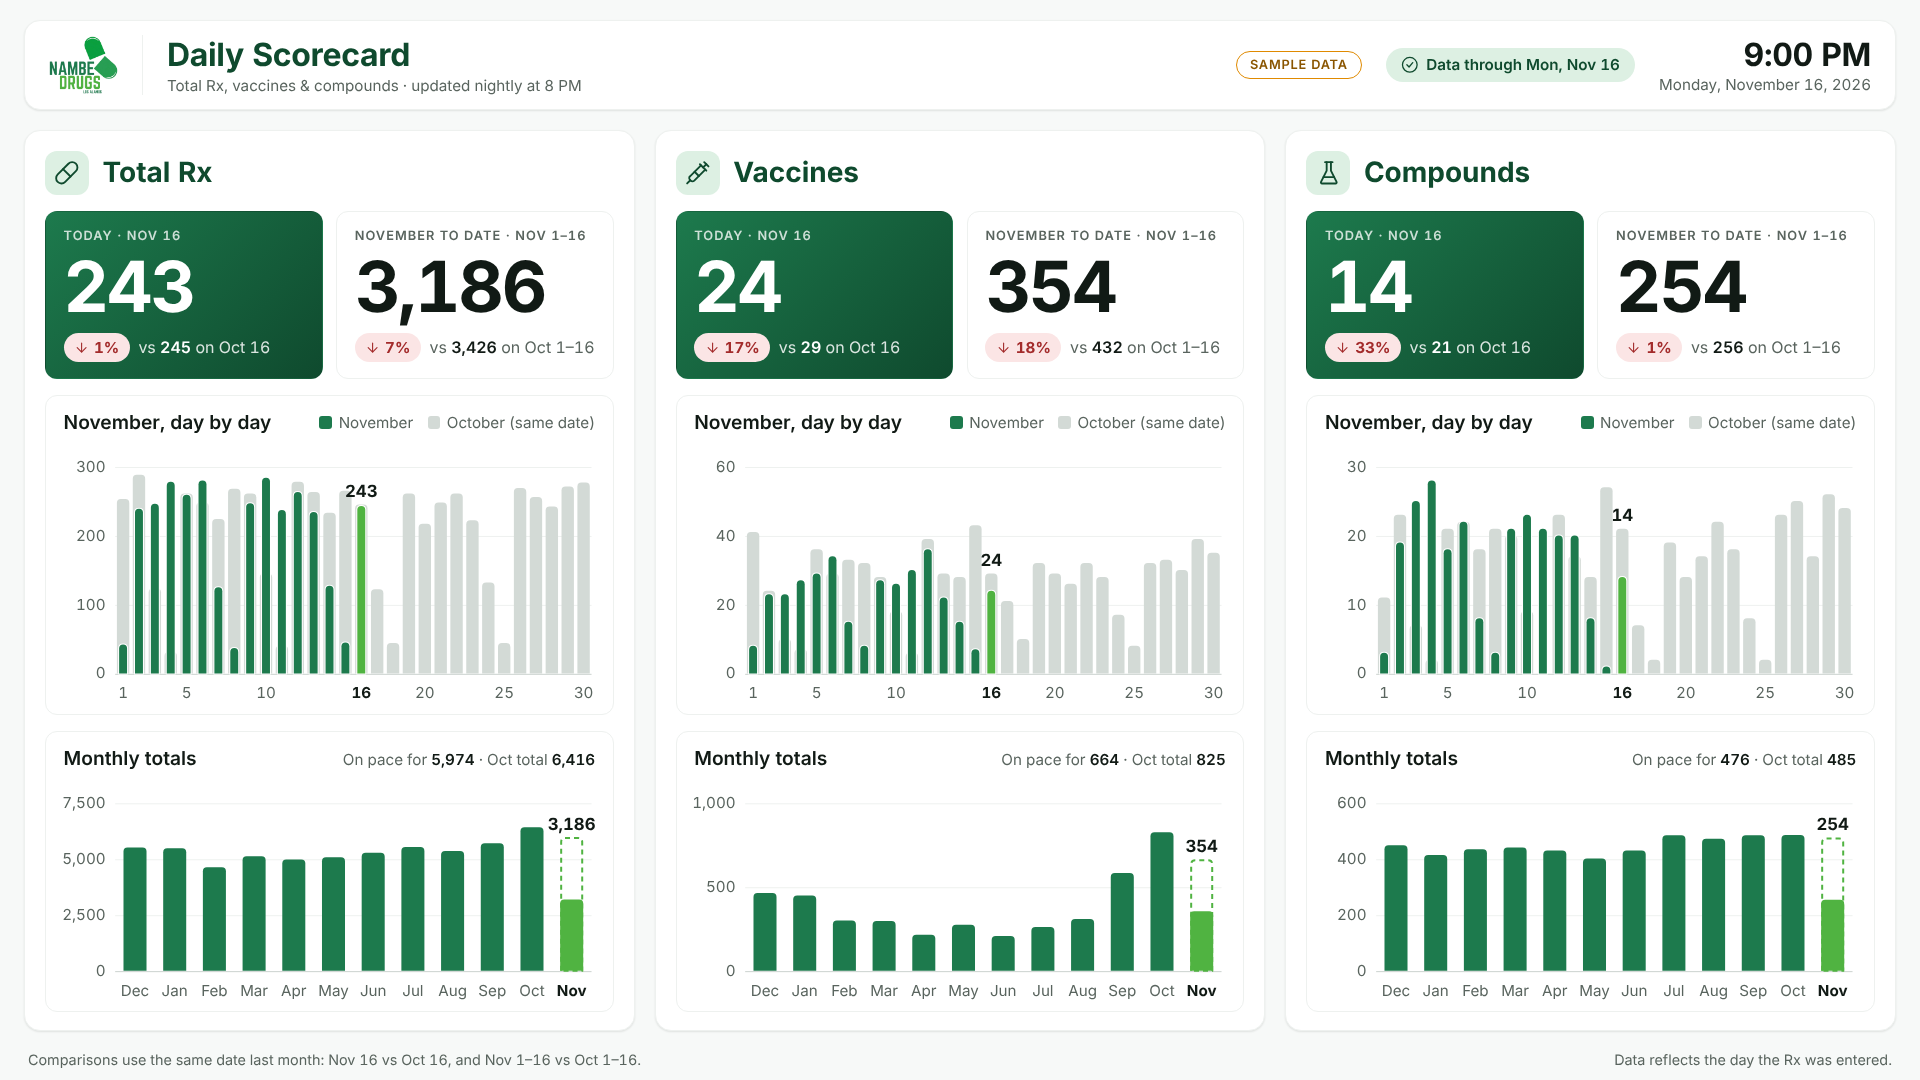 NAMBE
DRUGS
LOS ALAMOS
Daily Scorecard
Total Rx, vaccines & compounds · updated nightly at 8 PM
SAMPLE DATA
Data through Mon, Nov 16
9:00 PM
Monday, November 16, 2026
Total Rx
TODAY · NOV 16
243
↓ 1% vs 245 on Oct 16
NOVEMBER TO DATE · NOV 1–16
3,186
↓ 7% vs 3,426 on Oct 1–16
November, day by day
November October (same date)
300
200
100
0
243
1 5 10 16 20 25 30
Monthly totals
On pace for 5,974 · Oct total 6,416
7,500
5,000
2,500
0
3,186
Dec Jan Feb Mar Apr May Jun Jul Aug Sep Oct Nov
Vaccines
TODAY · NOV 16
24
↓ 17% vs 29 on Oct 16
NOVEMBER TO DATE · NOV 1–16
354
↓ 18% vs 432 on Oct 1–16
November, day by day
November October (same date)
60
40
20
0
24
1 5 10 16 20 25 30
Monthly totals
On pace for 664 · Oct total 825
1,000
500
0
354
Dec Jan Feb Mar Apr May Jun Jul Aug Sep Oct Nov
Compounds
TODAY · NOV 16
14
↓ 33% vs 21 on Oct 16
NOVEMBER TO DATE · NOV 1–16
254
↓ 1% vs 256 on Oct 1–16
November, day by day
November October (same date)
30
20
10
0
14
1 5 10 16 20 25 30
Monthly totals
On pace for 476 · Oct total 485
600
400
200
0
254
Dec Jan Feb Mar Apr May Jun Jul Aug Sep Oct Nov
Comparisons use the same date last month: Nov 16 vs Oct 16, and Nov 1–16 vs Oct 1–16.
Data reflects the day the Rx was entered.